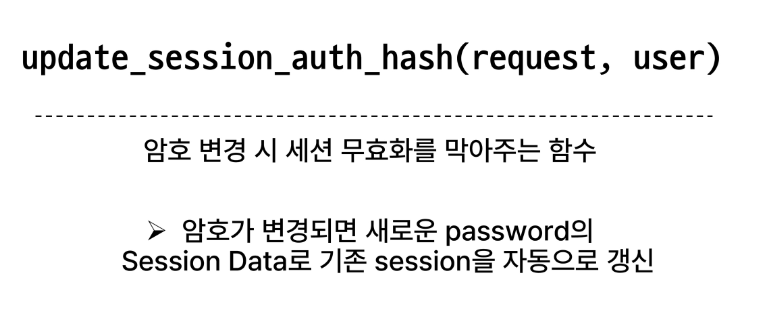 update_session_auth_hash(request, user)
암호 변경 시 세션 무효화를 막아주는 함수
➢ 암호가 변경되면 새로운 password의
Session Data로 기존 session을 자동으로 갱신